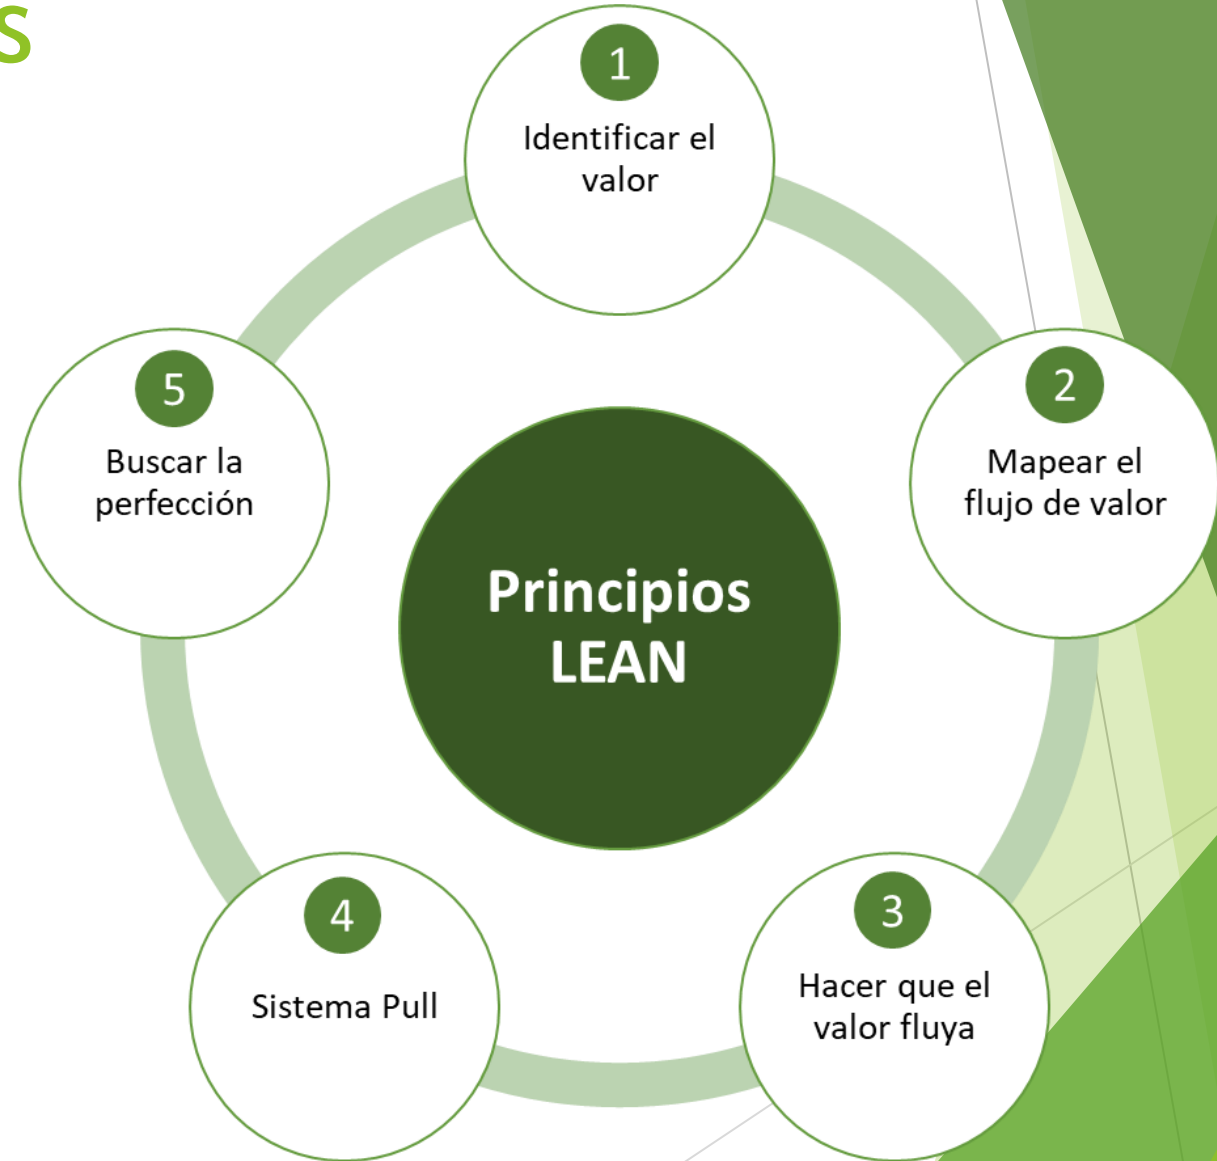 s
1
Identificar el
valor
2
Mapear el
flujo de valor
3
Hacer que el
valor fluya
4
Sistema Pull
5
Buscar la
perfección
Principios
LEAN